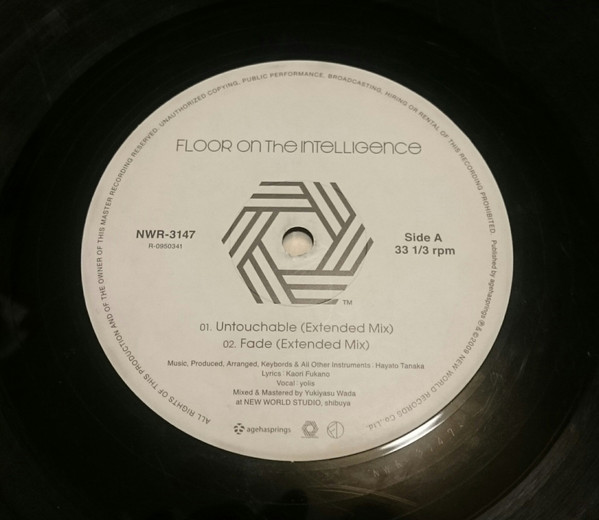 ALL RIGHTS OF THIS PRODUCTION AND OF THE OWNER OF THIS MASTER RECORDING RESERVED. UNAUTHORIZED COPYING, PUBLIC PERFORMANCE, BROADCASTING, HIRING OR RENTAL OF THIS RECORDING PROHIBITED.
Published by agehasprings ℗ & © 2009 NEW WORLD RECORDS Co.,Ltd.
FLOOR ON THE INTELLIGENCE
NWR-3147
R-0950341
Side A
33 1/3 rpm
TM
01. Untouchable (Extended Mix)
02. Fade (Extended Mix)
Music, Produced, Arranged, Keybords & All Other Instruments : Hayato Tanaka
Lyrics : Kaori Fukano
Vocal : yolis
Mixed & Mastered by Yukiyasu Wada
at NEW WORLD STUDIO, shibuya
agehasprings